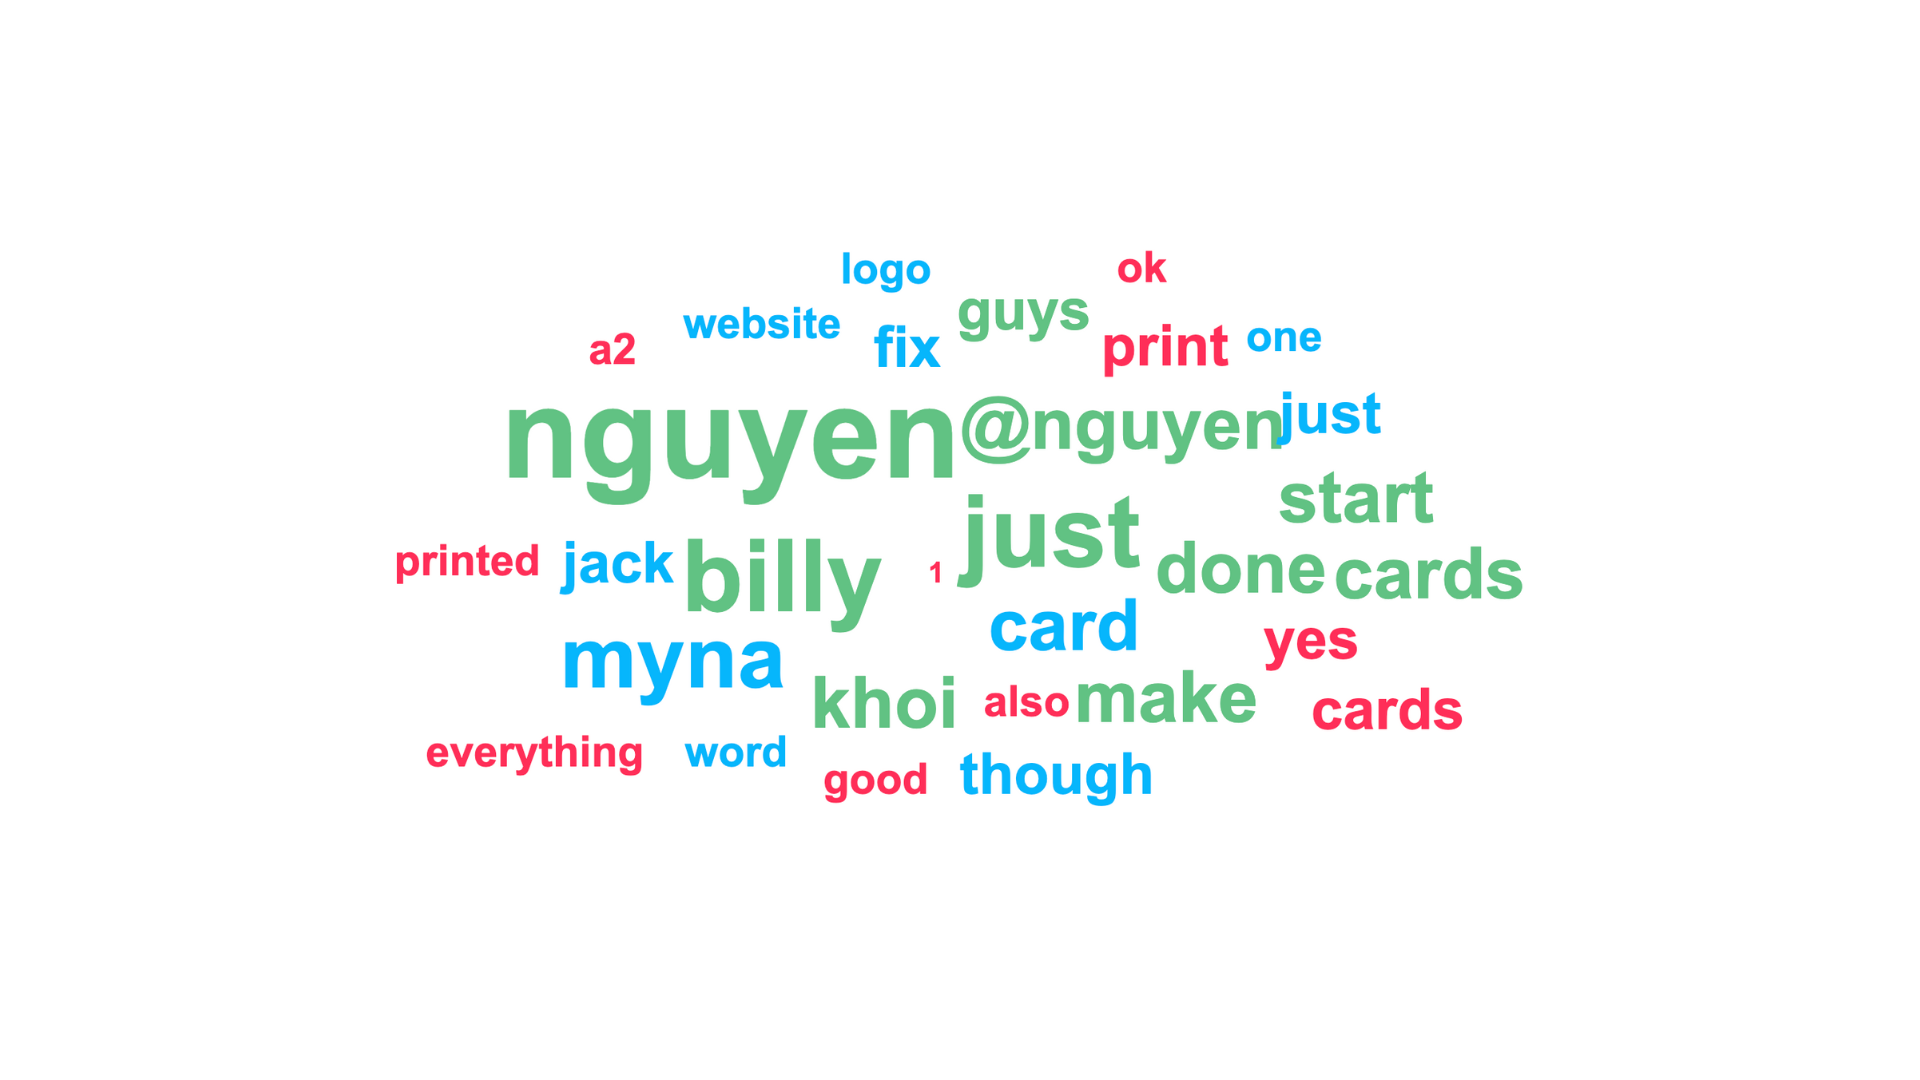 logo ok
website guys
a2 fix print one
nguyen @nguyen just
just start
printed jack billy 1 done cards
myna card yes
khoi also make cards
everything word good though